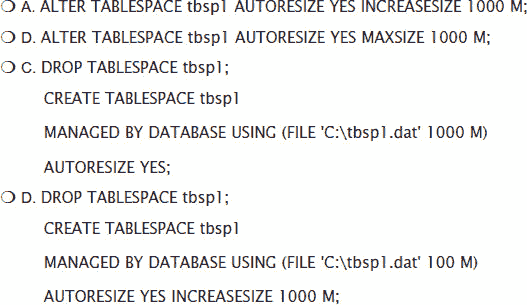 ○ A. ALTER TABLESPACE tbsp1 AUTORESIZE YES INCREASESIZE 1000 M;
○ D. ALTER TABLESPACE tbsp1 AUTORESIZE YES MAXSIZE 1000 M;
○ C. DROP TABLESPACE tbsp1;
CREATE TABLESPACE tbsp1
MANAGED BY DATABASE USING (FILE 'C:\tbsp1.dat' 1000 M)
AUTORESIZE YES;
○ D. DROP TABLESPACE tbsp1;
CREATE TABLESPACE tbsp1
MANAGED BY DATABASE USING (FILE 'C:\tbsp1.dat' 100 M)
AUTORESIZE YES INCREASESIZE 1000 M;